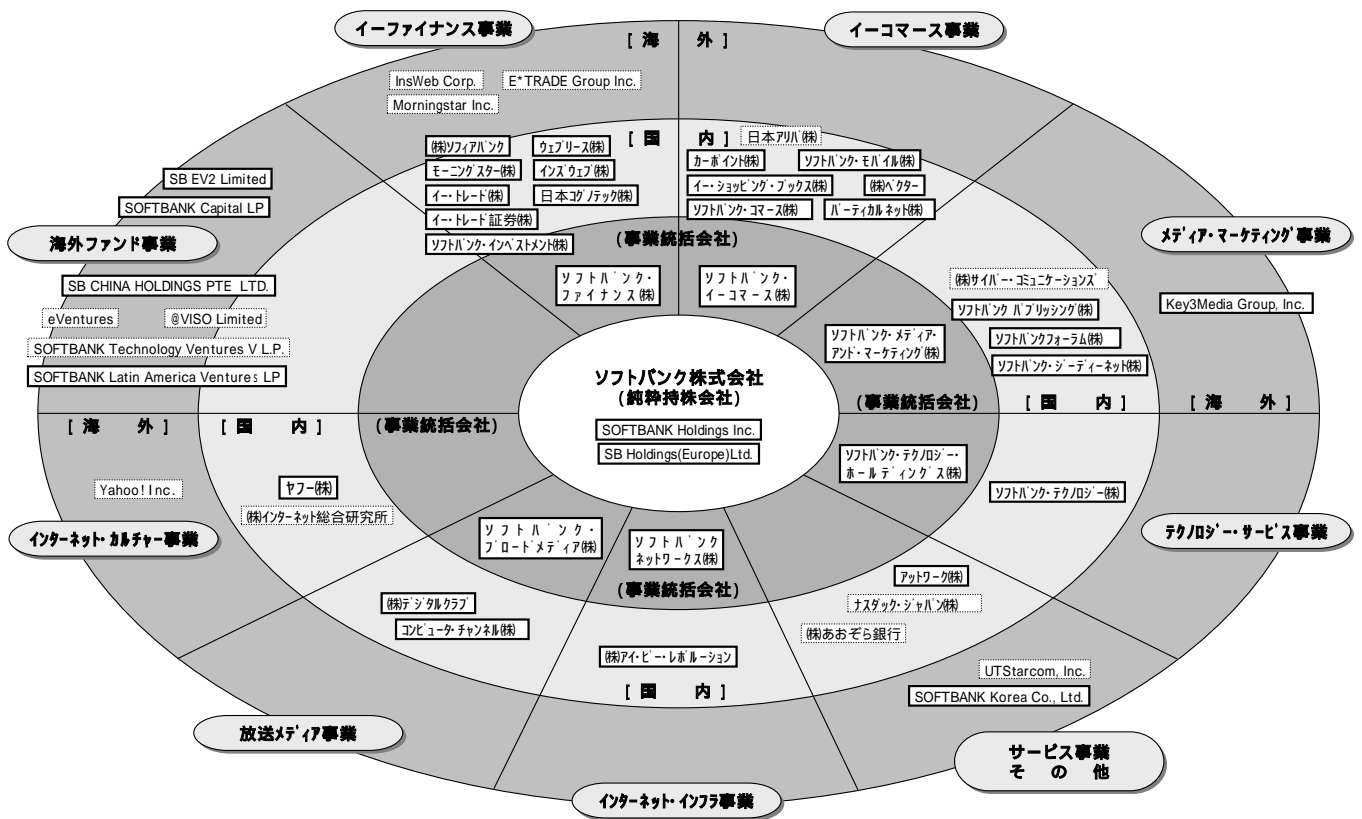 イーファイナンス事業
イーコマース事業
[ 海 外 ]
InsWeb Corp.
E*TRADE Group Inc.
Morningstar Inc.
[ 国 内 ]
日本アリバ㈱
㈱ソフィアバンク
ウェブリース㈱
モーニングスター㈱
インズウェブ㈱
イー・トレード㈱
日本コグノテック㈱
イー・トレード証券㈱
ソフトバンク・インベストメント㈱
カーポイント㈱
ソフトバンク・モバイル㈱
イー・ショッピング・ブックス㈱
㈱ベクター
ソフトバンク・コマース㈱
バーティカルネット㈱
SB EV2 Limited
SOFTBANK Capital LP
海外ファンド事業
SB CHINA HOLDINGS PTE LTD.
eVentures
@VISO Limited
SOFTBANK Technology Ventures V L.P.
SOFTBANK Latin America Ventures LP
(事業統括会社)
ソフトバンク・
ファイナンス㈱
ソフトバンク・
イーコマース㈱
メディア・マーケティング事業
㈱サイバー・コミュニケーションズ
Key3Media Group, Inc.
ソフトバンク パブリッシング㈱
ソフトバンク・メディア・
アンド・マーケティング㈱
ソフトバンクフォーラム㈱
ソフトバンク・ジーディーネット㈱
ソフトバンク株式会社
(純粋持株会社)
SOFTBANK Holdings Inc.
SB Holdings(Europe)Ltd.
(事業統括会社)
[ 国 内 ]
[ 海 外 ]
[ 海 外 ]
[ 国 内 ]
(事業統括会社)
Yahoo! Inc.
ヤフー㈱
㈱インターネット総合研究所
インターネット・カルチャー事業
ソフトバンク・テクノロジー・
ホールディングス㈱
ソフトバンク・テクノロジー㈱
テクノロジー・サービス事業
ソフトバンク・
ブロードメディア㈱
ソフトバンク
ネットワークス㈱
(事業統括会社)
アットワーク㈱
ナスダック・ジャパン㈱
㈱あおぞら銀行
㈱デジタルクラブ
コンピュータ・チャンネル㈱
㈱アイ・ピー・レボルーション
[ 国 内 ]
UTStarcom, Inc.
SOFTBANK Korea Co., Ltd.
放送メディア事業
サービス事業
そ の 他
インターネット・インフラ事業